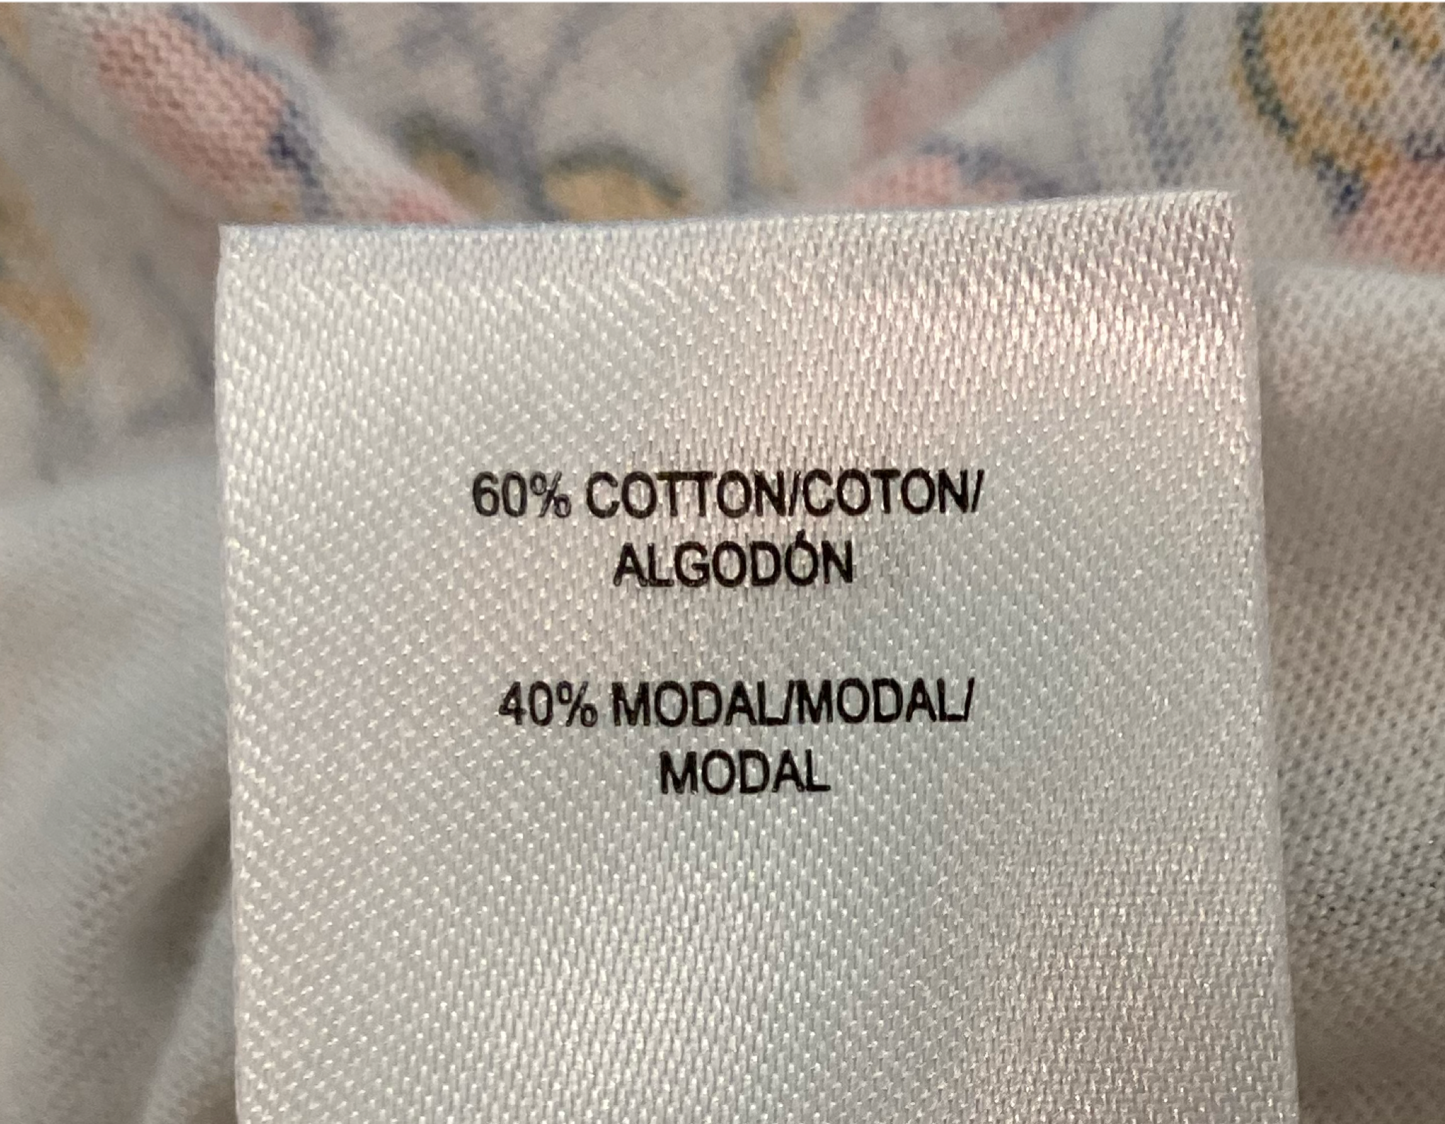 60% COTTON/COTON/
ALGODÓN
40% MODAL/MODAL/
MODAL